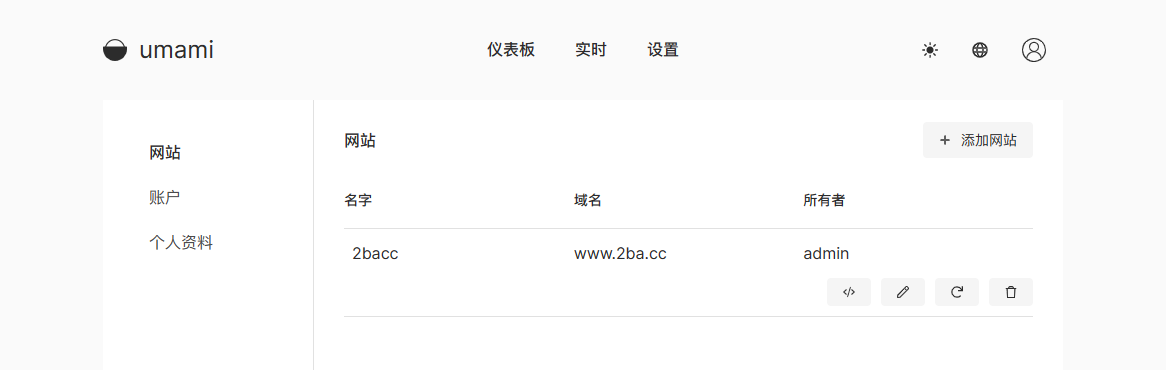 umami 仪表板 实时 设置
网站
账户
个人资料
网站 添加网站
名字 域名 所有者
2bacc www.2ba.cc admin